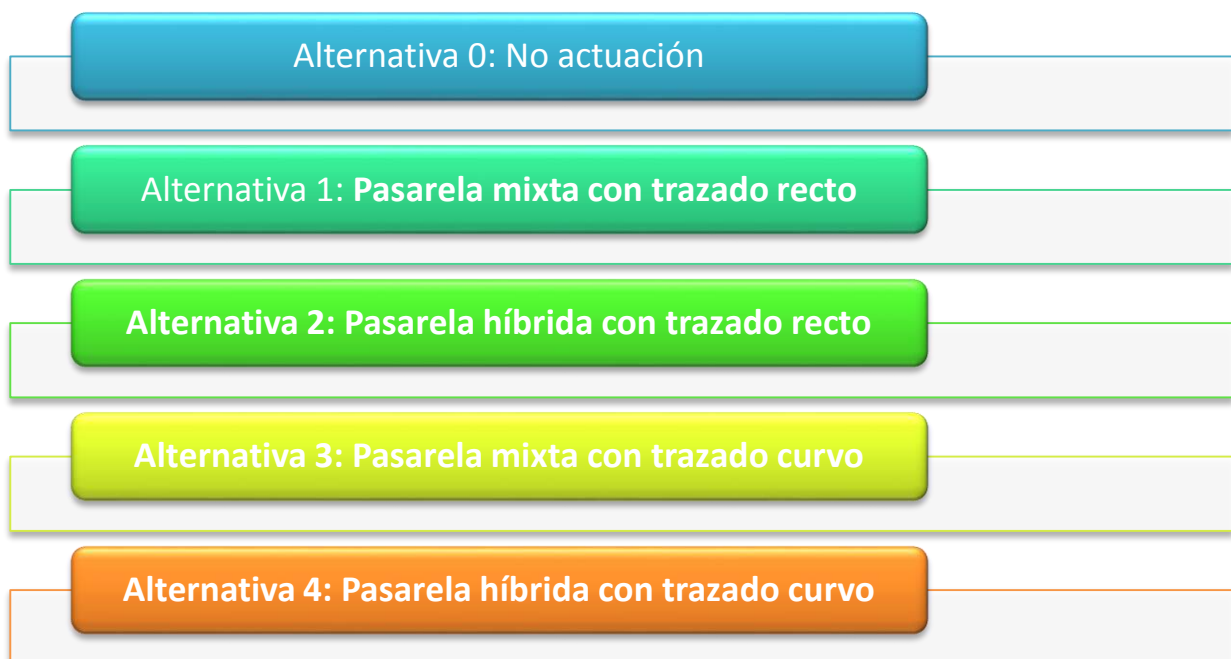 Alternativa 0: No actuación
Alternativa 1: Pasarela mixta con trazado recto
Alternativa 2: Pasarela híbrida con trazado recto
Alternativa 3: Pasarela mixta con trazado curvo
Alternativa 4: Pasarela híbrida con trazado curvo